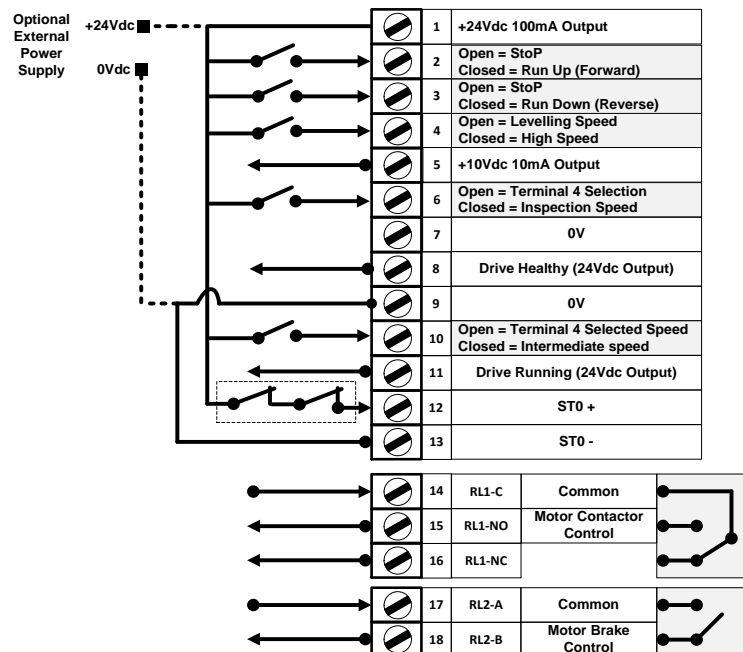 Optional
External
Power
Supply
+24Vdc
0Vdc
1 +24Vdc 100mA Output
2 Open = StoP
Closed = Run Up (Forward)
3 Open = StoP
Closed = Run Down (Reverse)
4 Open = Levelling Speed
Closed = High Speed
5 +10Vdc 10mA Output
6 Open = Terminal 4 Selection
Closed = Inspection Speed
7 0V
8 Drive Healthy (24Vdc Output)
9 0V
10 Open = Terminal 4 Selected Speed
Closed = Intermediate speed
11 Drive Running (24Vdc Output)
12 ST0 +
13 ST0 -
14 RL1-C Common
15 RL1-NO Motor Contactor
Control
16 RL1-NC
17 RL2-A Common
18 RL2-B Motor Brake
Control